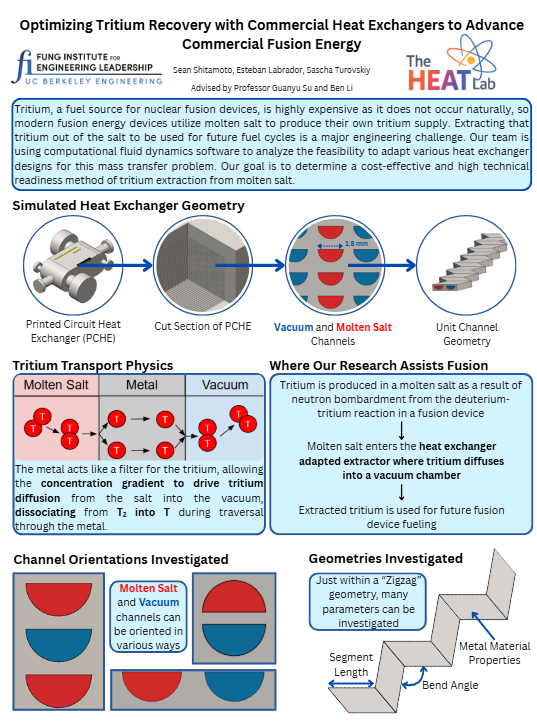 Optimizing Tritium Recovery with Commercial Heat Exchangers to Advance
Commercial Fusion Energy
FUNG INSTITUTE for
ENGINEERING LEADERSHIP
UC BERKELEY ENGINEERING
Sean Shitamoto, Esteban Labrador, Sascha Turovskiy
Advised by Professor Guanyu Su and Ben Li
The
HEAT Lab
Tritium, a fuel source for nuclear fusion devices, is highly expensive as it does not occur naturally, so
modern fusion energy devices utilize molten salt to produce their own tritium supply. Extracting that
tritium out of the salt to be used for future fuel cycles is a major engineering challenge. Our team is
using computational fluid dynamics software to analyze the feasibility to adapt various heat exchanger
designs for this mass transfer problem. Our goal is to determine a cost-effective and high technical
readiness method of tritium extraction from molten salt.
Simulated Heat Exchanger Geometry
1.8 mm
Printed Circuit Heat
Exchanger (PCHE)
Cut Section of PCHE
Vacuum and Molten Salt
Channels
Unit Channel
Geometry
Tritium Transport Physics
Molten Salt
Metal
Vacuum
T
T
T
T
T
T
T
T
T
T
T
T
The metal acts like a filter for the tritium, allowing
the concentration gradient to drive tritium
diffusion from the salt into the vacuum,
dissociating from T₂ into T during traversal
through the metal.
Where Our Research Assists Fusion
Tritium is produced in a molten salt as a result of
neutron bombardment from the deuterium-
tritium reaction in a fusion device
Molten salt enters the heat exchanger
adapted extractor where tritium diffuses
into a vacuum chamber
Extracted tritium is used for future fusion
device fueling
Channel Orientations Investigated
Molten Salt
and Vacuum
channels can
be oriented in
various ways
Geometries Investigated
Just within a “Zigzag”
geometry, many
parameters can be
investigated
Segment
Length
Metal Material
Properties
Bend Angle